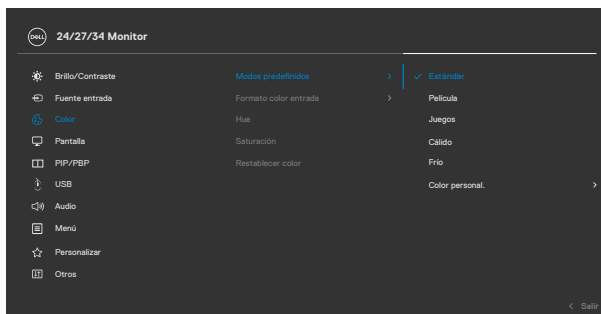 DELL
24/27/34 Monitor
Brillo/Contraste
Modos predefinidos
Estándar
Fuente entrada
Formato color entrada
Película
Color
Hue
Juegos
Pantalla
Saturación
Cálido
PIP/PBP
Restablecer color
Frío
USB
Color personal.
Audio
Menú
Personalizar
Otros
Salir